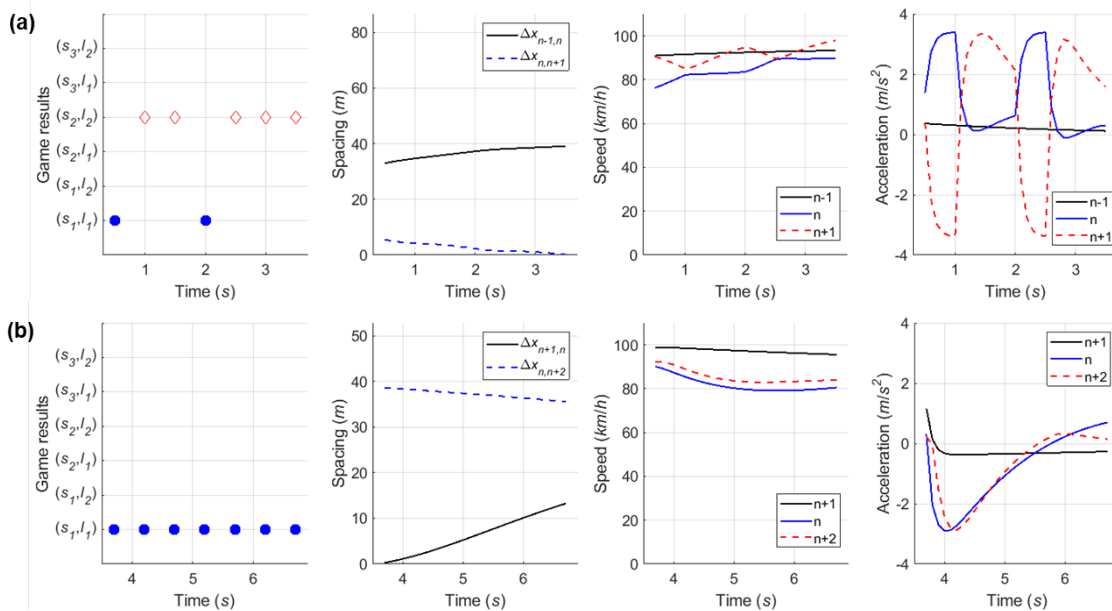 (a)
Game results
(s3,l2)
(s3,l1)
(s2,l2)
(s2,l1)
(s1,l2)
(s1,l1)
1 2 3
Time (s)
Spacing (m)
80
60
40
20
0
Δxn-1,n
Δxn,n+1
1 2 3
Time (s)
Speed (km/h)
100
80
60
40
20
0
n-1
n
n+1
1 2 3
Time (s)
Acceleration (m/s2)
4
2
0
-2
-4
n-1
n
n+1
1 2 3
Time (s)
(b)
Game results
(s3,l2)
(s3,l1)
(s2,l2)
(s2,l1)
(s1,l2)
(s1,l1)
4 5 6
Time (s)
Spacing (m)
50
40
30
20
10
0
Δxn+1,n
Δxn,n+2
4 5 6
Time (s)
Speed (km/h)
100
80
60
40
20
0
n+1
n
n+2
4 5 6
Time (s)
Acceleration (m/s2)
4
2
0
-2
-4
n+1
n
n+2
4 5 6
Time (s)